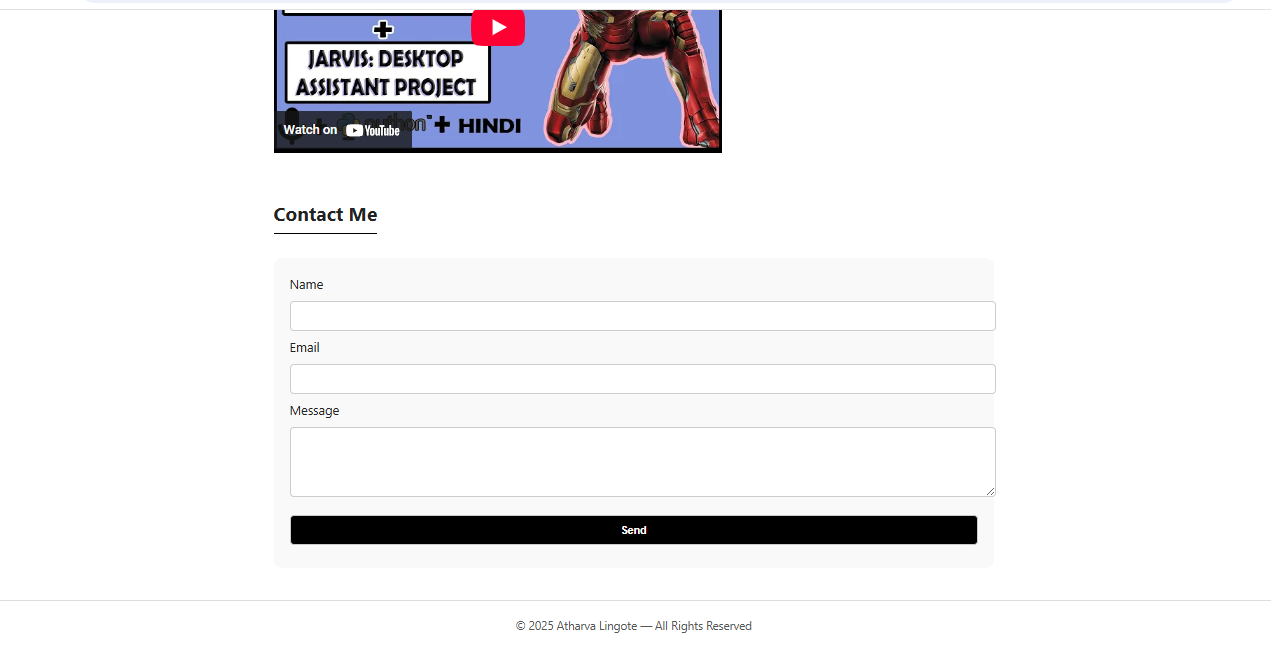 +
JARVIS: DESKTOP
ASSISTANT PROJECT
+ HINDI
Watch on YouTube
Contact Me
Name
Email
Message
Send
© 2025 Atharva Lingote — All Rights Reserved